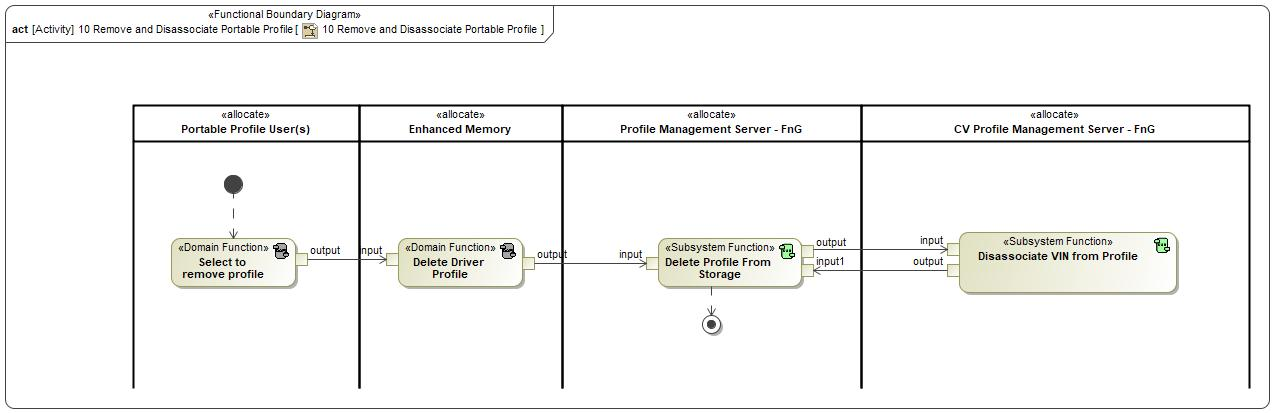 «Functional Boundary Diagram»
act [Activity] 10 Remove and Disassociate Portable Profile [ 10 Remove and Disassociate Portable Profile ]
«allocate»
Portable Profile User(s)
«allocate»
Enhanced Memory
«allocate»
Profile Management Server - FnG
«allocate»
CV Profile Management Server - FnG
«Domain Function»
Select to
remove profile
output
input
«Domain Function»
Delete Driver
Profile
output
input
«Subsystem Function»
Delete Profile From
Storage
output
input1
input
output
«Subsystem Function»
Disassociate VIN from Profile